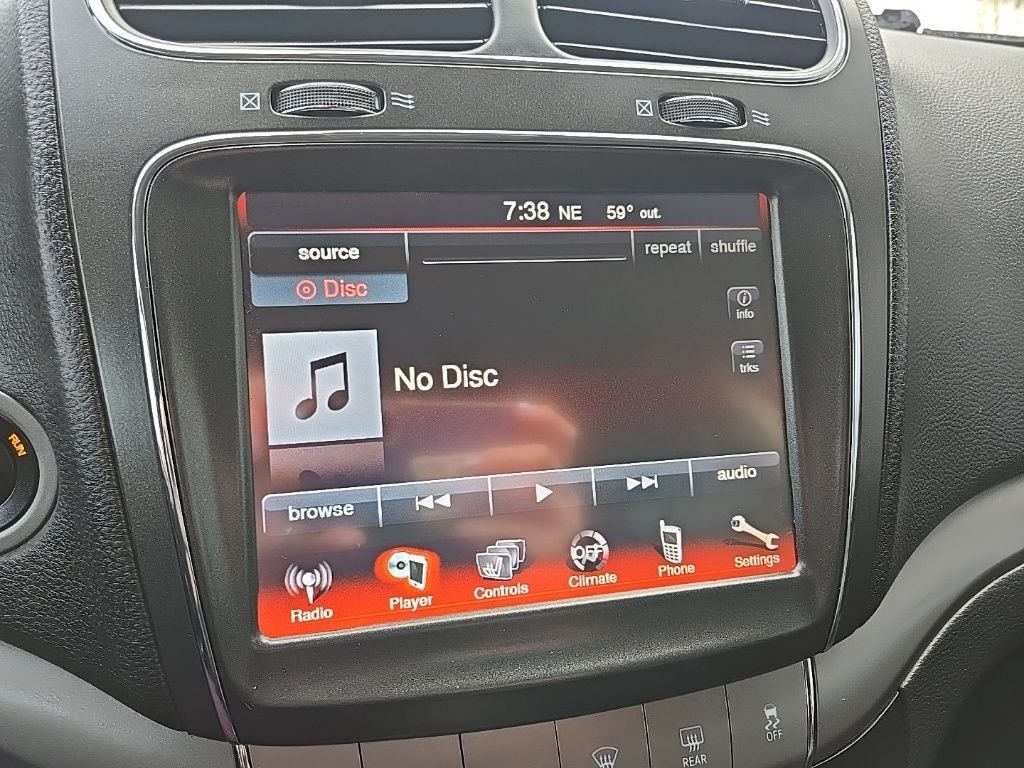 7:38 NE 59° out.
source repeat shuffle
Disc
info
No Disc
trks
browse audio
RUN
OFF
Radio Player Controls Climate Phone Settings
REAR
OFF